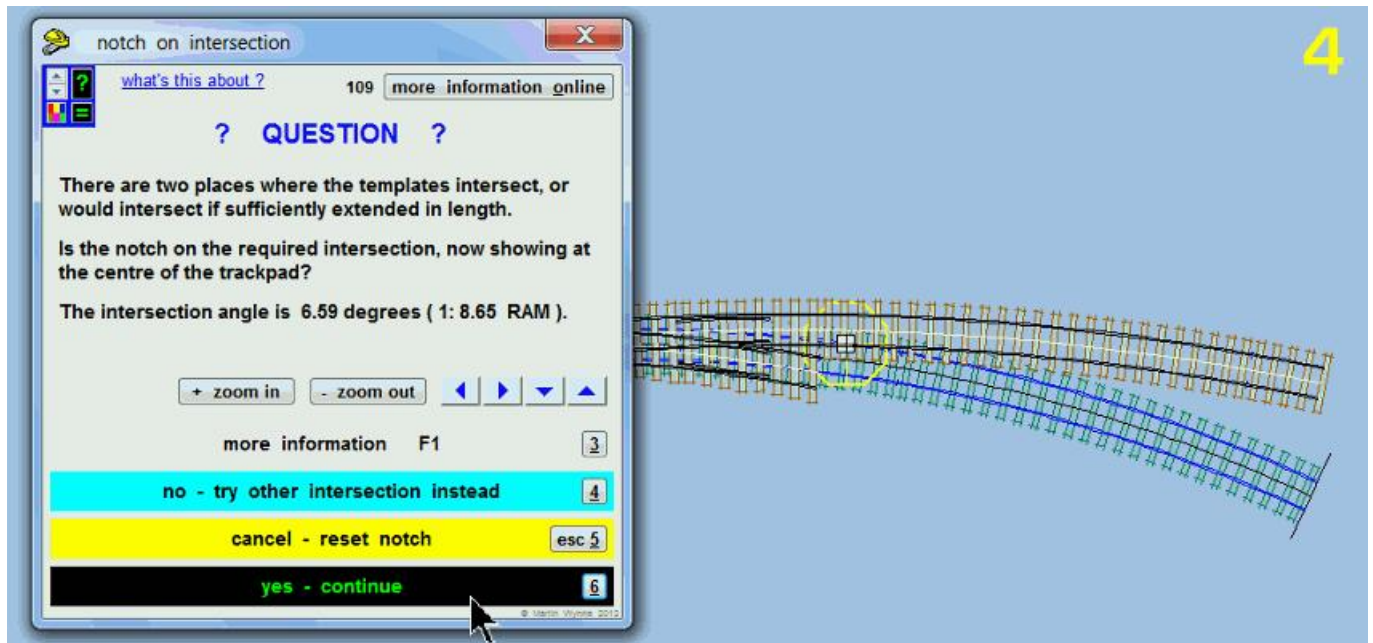 notch on intersection
X
4
?
=
what's this about ?
109 more information online
? QUESTION ?
There are two places where the templates intersect, or
would intersect if sufficiently extended in length.
Is the notch on the required intersection, now showing at
the centre of the trackpad?
The intersection angle is 6.59 degrees ( 1: 8.65 RAM ).
+ zoom in - zoom out
more information F1 3
no - try other intersection instead 4
cancel - reset notch esc 5
yes - continue 6
© Martin Wynne 2010